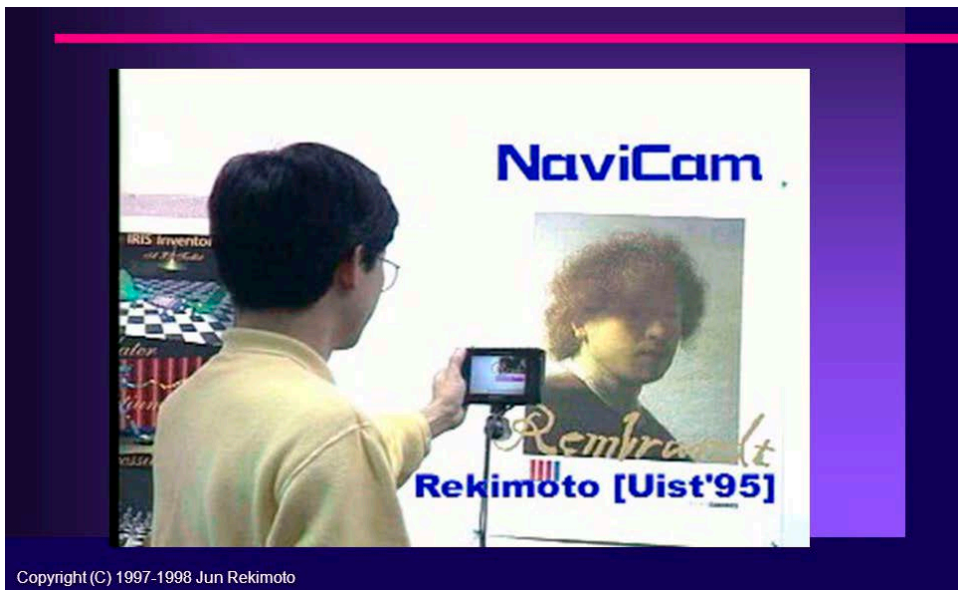 NaviCam
IRIS Inventor
Rembrandt
Rekimoto [Uist'95]
Copyright (C) 1997-1998 Jun Rekimoto